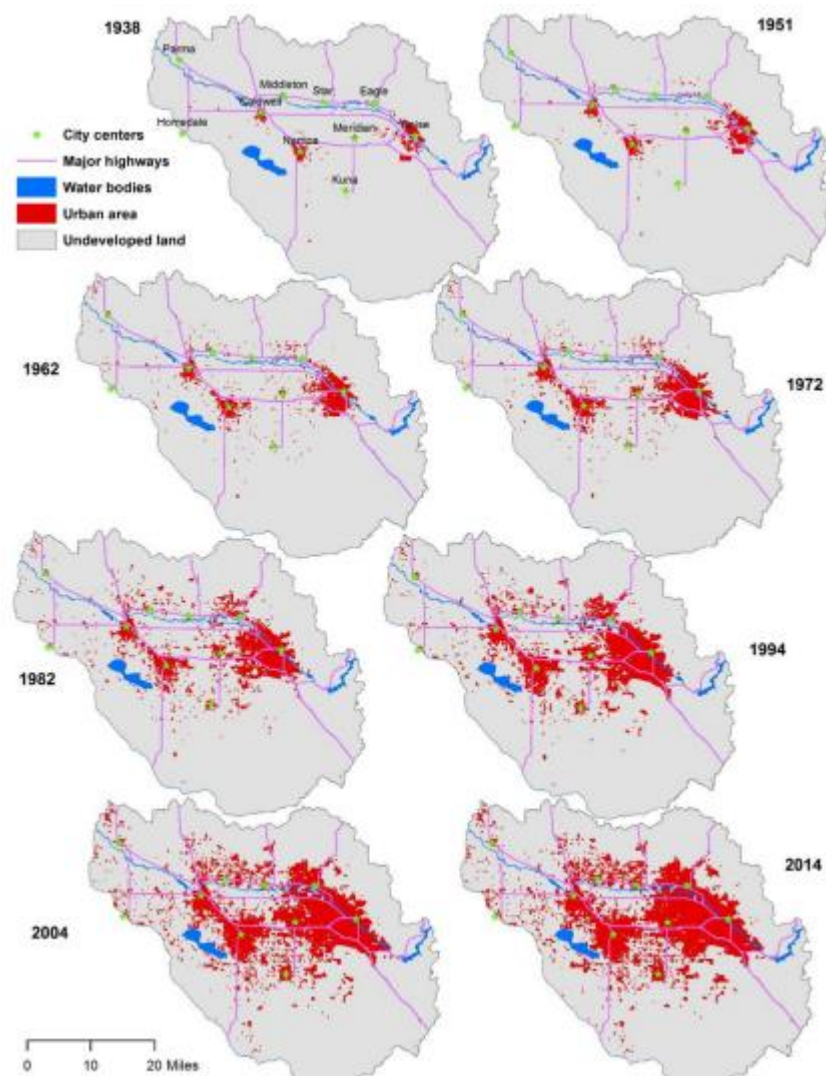 1938
1951
Parma
Middleton
Star
Eagle
Caldwell
Homedale
Nampa
Meridian
Boise
Kuna
City centers
Major highways
Water bodies
Urban area
Undeveloped land
1962
1972
1982
1994
2004
2014
0 10 20 Miles